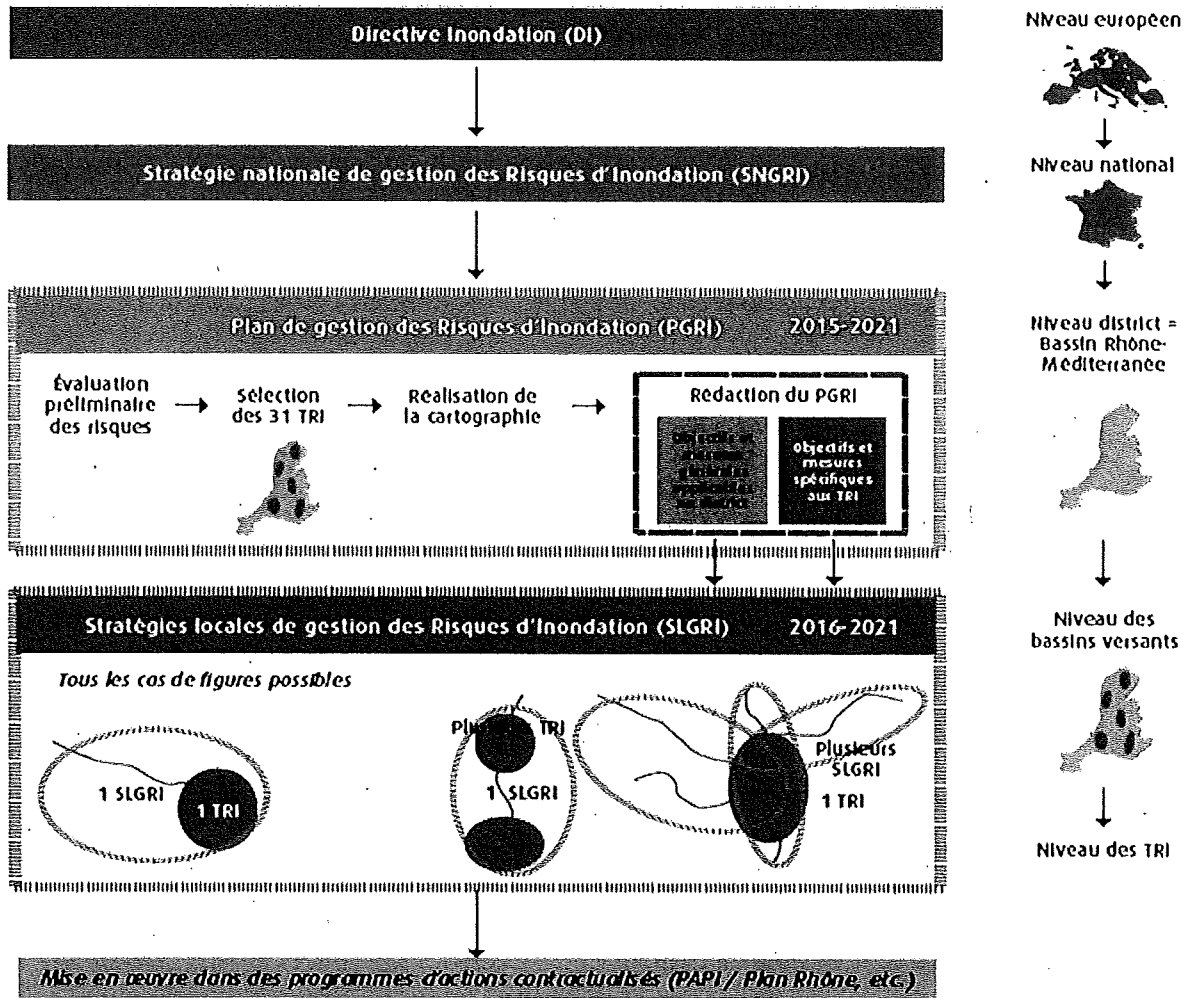 Directive Inondation (DI)
Stratégie nationale de gestion des Risques d'Inondation (SNGRI)
Plan de gestion des Risques d'Inondation (PGRI) 2015-2021
Évaluation
préliminaire
des risques
Sélection
des 31 TRI
Réalisation de
la cartographie
Rédaction du PGRI
Objectifs et
Objectifs et
mesures
spécifiques
aux TRI
Stratégies locales de gestion des Risques d'Inondation (SLGRI) 2016-2021
Tous les cas de figures possibles
1 SLGRI
1 TRI
Plusieurs TRI
1 SLGRI
Plusieurs
SLGRI
1 TRI
Mise en œuvre dans des programmes d'actions contractualisés (PAPI / Plan Rhône, etc.)
Niveau européen
Niveau national
Niveau district =
Bassin Rhône-
Méditerranée
Niveau des
bassins versants
Niveau des TRI